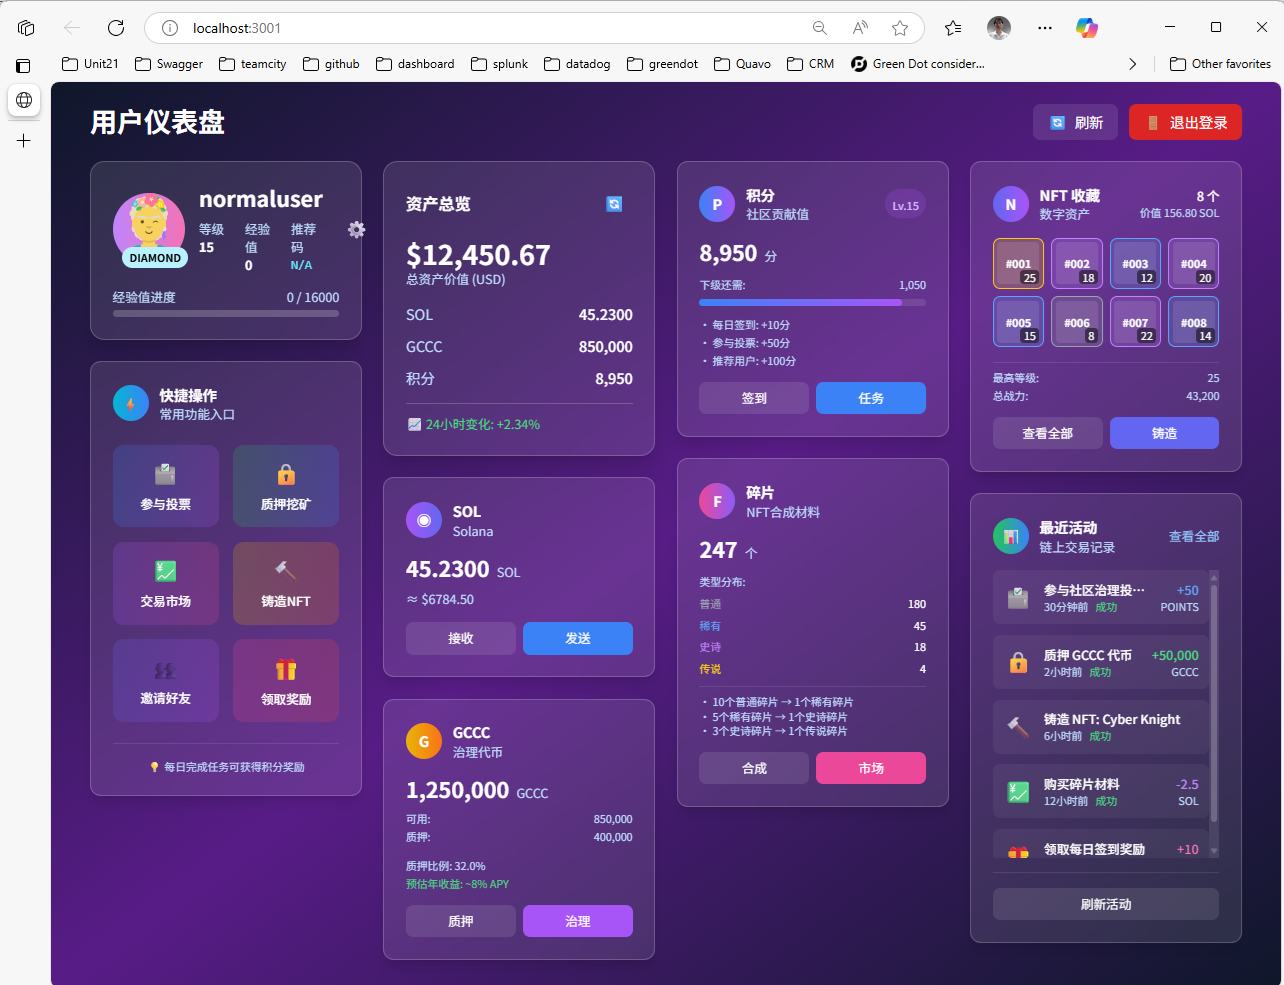 localhost:3001
Unit21
Swagger
teamcity
github
dashboard
splunk
datadog
greendot
Quavo
CRM
Green Dot consider...
Other favorites
用户仪表盘
刷新
退出登录
normaluser
等级
15
经验
值
0
推荐
码
N/A
DIAMOND
经验值进度
0 / 16000
快捷操作
常用功能入口
参与投票
质押挖矿
交易市场
铸造NFT
邀请好友
领取奖励
每日完成任务可获得积分奖励
资产总览
$12,450.67
总资产价值 (USD)
SOL 45.2300
GCCC 850,000
积分 8,950
24小时变化: +2.34%
SOL
Solana
45.2300 SOL
≈ $6784.50
接收
发送
G
GCCC
治理代币
1,250,000 GCCC
可用: 850,000
质押: 400,000
质押比例: 32.0%
预估年收益: ~8% APY
质押
治理
P
积分
社区贡献值
Lv.15
8,950 分
下级还需: 1,050
• 每日签到: +10分
• 参与投票: +50分
• 推荐用户: +100分
签到
任务
F
碎片
NFT合成材料
247 个
类型分布:
普通 180
稀有 45
史诗 18
传说 4
• 10个普通碎片 → 1个稀有碎片
• 5个稀有碎片 → 1个史诗碎片
• 3个史诗碎片 → 1个传说碎片
合成
市场
N
NFT 收藏
数字资产
8 个
价值 156.80 SOL
#001
25
#002
18
#003
12
#004
20
#005
15
#006
8
#007
22
#008
14
最高等级: 25
总战力: 43,200
查看全部
铸造
最近活动
链上交易记录
查看全部
参与社区治理投… +50
30分钟前 成功 POINTS
质押 GCCC 代币 +50,000
2小时前 成功 GCCC
铸造 NFT: Cyber Knight
6小时前 成功
购买碎片材料 -2.5
12小时前 成功 SOL
领取每日签到奖励 +10
刷新活动